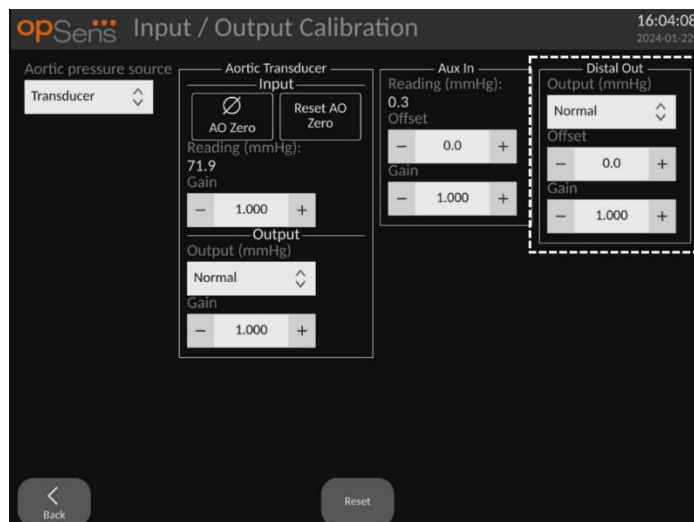 opSens Input / Output Calibration
16:04:08
2024-01-22
Aortic pressure source
Transducer
Aortic Transducer
Input
AO Zero
Reset AO
Zero
Reading (mmHg):
71.9
Gain
− 1.000 +
Output
Output (mmHg)
Normal
Gain
− 1.000 +
Aux In
Reading (mmHg):
0.3
Offset
− 0.0 +
Gain
− 1.000 +
Distal Out
Output (mmHg)
Normal
Offset
− 0.0 +
Gain
− 1.000 +
Back
Reset